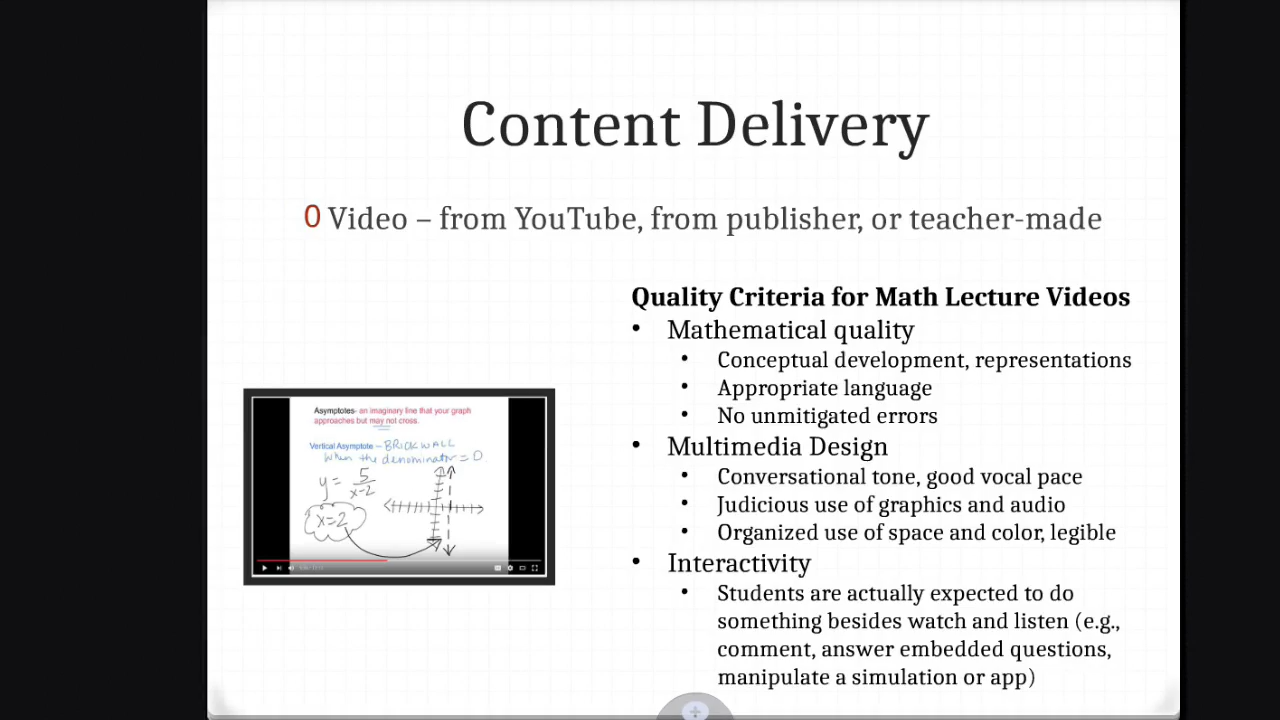 Content Delivery
0 Video – from YouTube, from publisher, or teacher-made
Quality Criteria for Math Lecture Videos
• Mathematical quality
• Conceptual development, representations
• Appropriate language
• No unmitigated errors
• Multimedia Design
• Conversational tone, good vocal pace
• Judicious use of graphics and audio
• Organized use of space and color, legible
• Interactivity
• Students are actually expected to do
something besides watch and listen (e.g.,
comment, answer embedded questions,
manipulate a simulation or app)
Asymptotes- an imaginary line that your graph
approaches but may not cross.
Vertical Asymptote – BRICK WALL
When the denominator = 0
y = 5/x-2
x=2